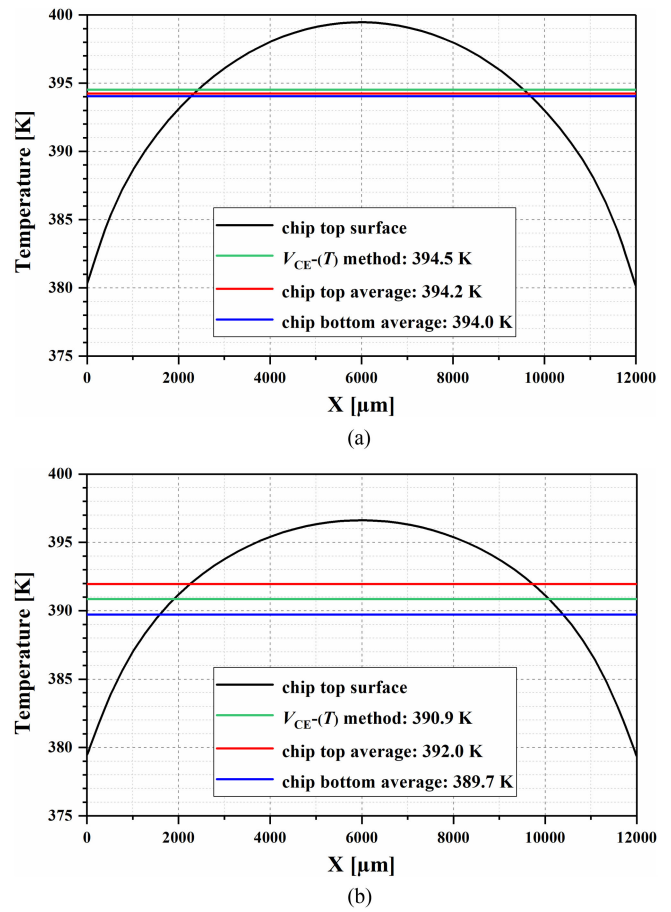 400
395
390
385
380
375
Temperature [K]
chip top surface
VCE-(T) method: 394.5 K
chip top average: 394.2 K
chip bottom average: 394.0 K
0 2000 4000 6000 8000 10000 12000
X [µm]
(a)
400
395
390
385
380
375
Temperature [K]
chip top surface
VCE-(T) method: 390.9 K
chip top average: 392.0 K
chip bottom average: 389.7 K
0 2000 4000 6000 8000 10000 12000
X [µm]
(b)